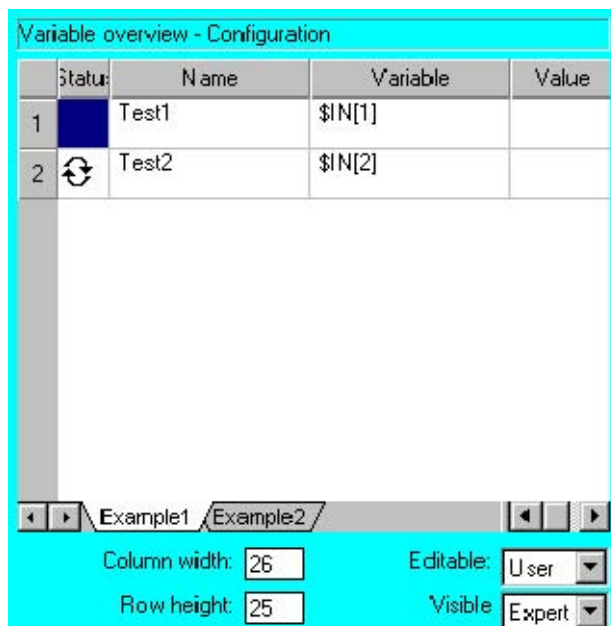 Variable overview - Configuration
Statu Name Variable Value
1 Test1 $IN[1]
2 Test2 $IN[2]
Example1 Example2
Column width: 26 Editable: User
Row height: 25 Visible Expert